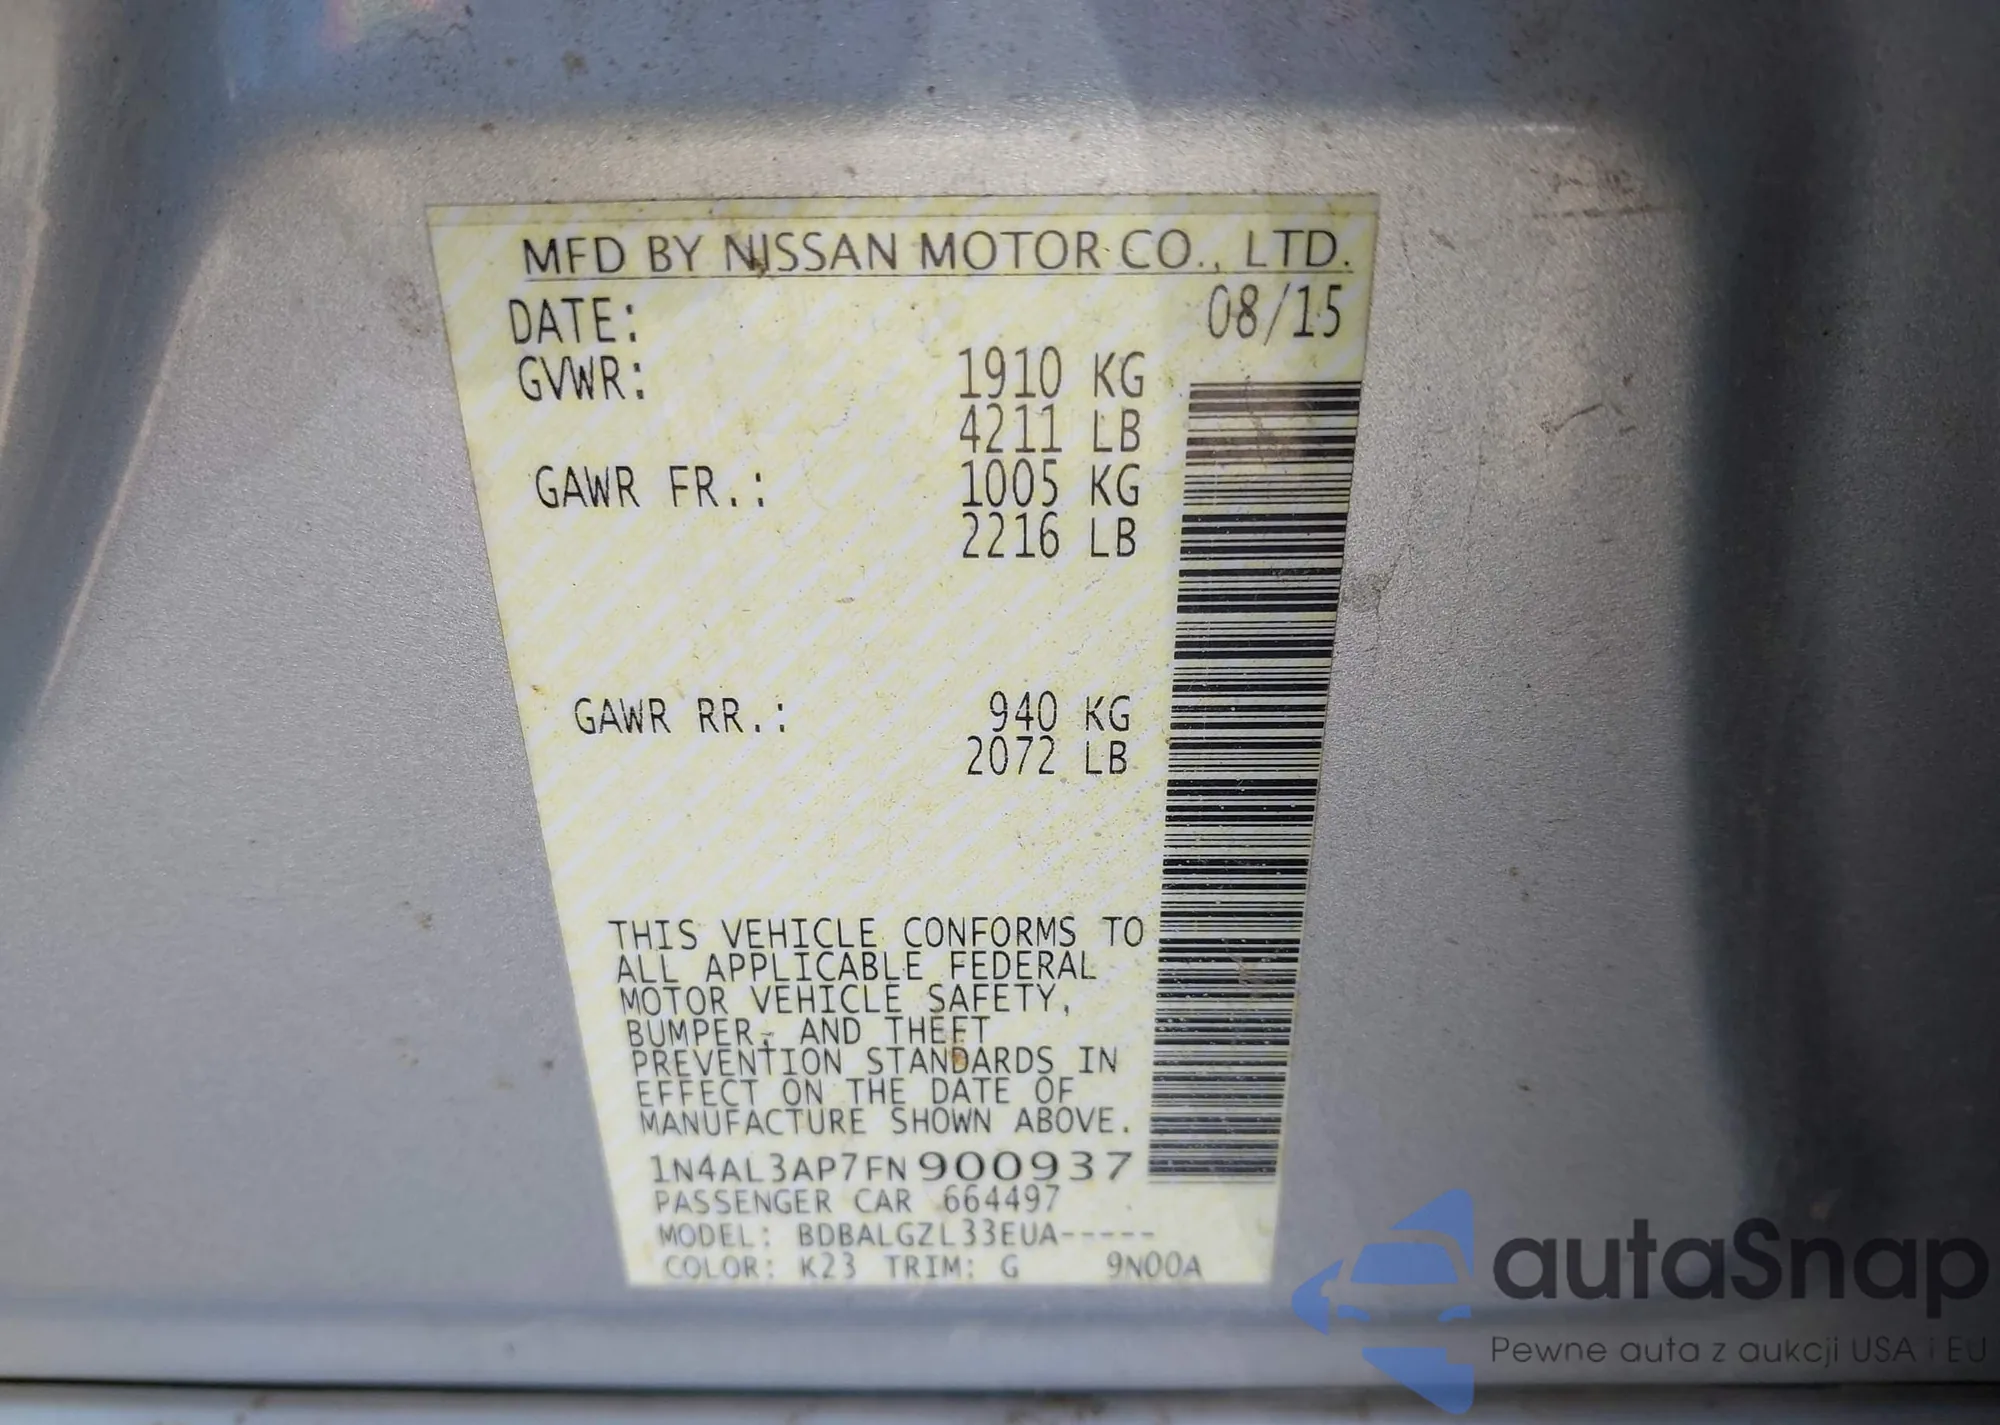 MFD BY NISSAN MOTOR CO., LTD.
DATE: 08/15
GVWR: 1910 KG
4211 LB
GAWR FR.: 1005 KG
2216 LB
GAWR RR.: 940 KG
2072 LB
THIS VEHICLE CONFORMS TO
ALL APPLICABLE FEDERAL
MOTOR VEHICLE SAFETY,
BUMPER, AND THEFT
PREVENTION STANDARDS IN
EFFECT ON THE DATE OF
MANUFACTURE SHOWN ABOVE.
1N4AL3AP7FN900937
PASSENGER CAR 664497
MODEL: BDBALGZL33EUA-----
COLOR: K23 TRIM: G 9N00A
autaSnap
Pewne auta z aukcji USA i EU